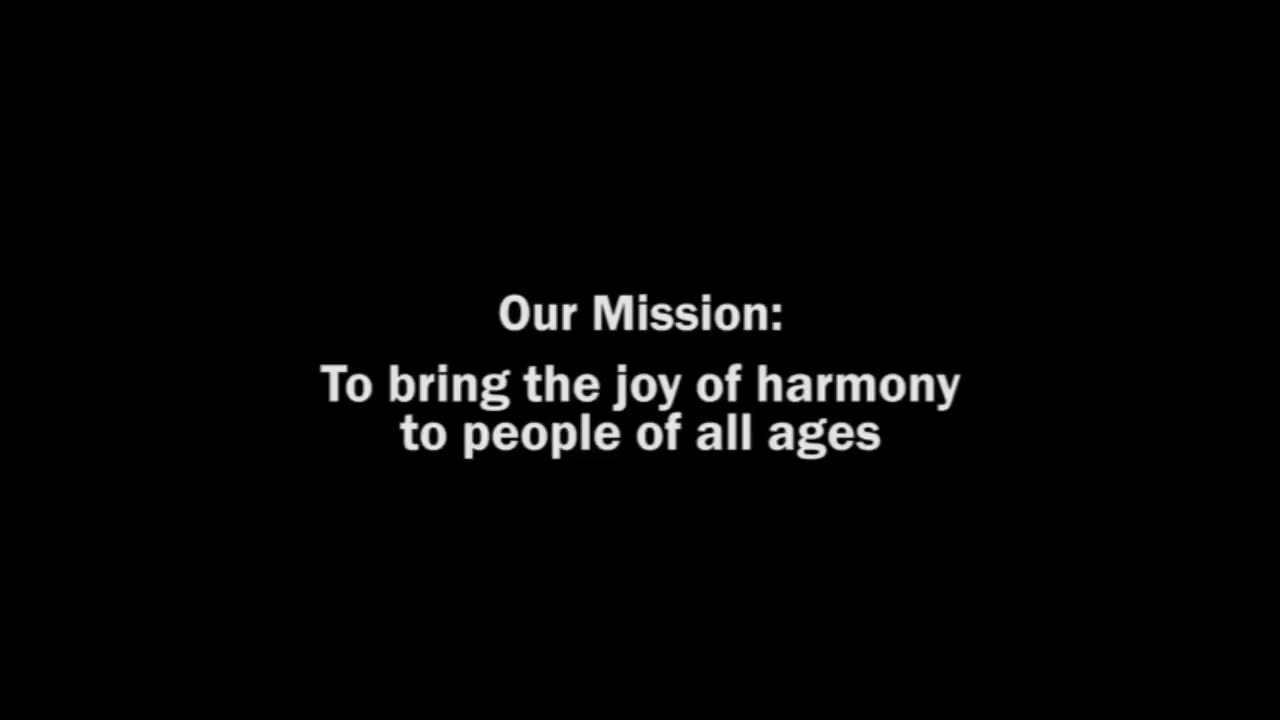 Our Mission:
To bring the joy of harmony
to people of all ages